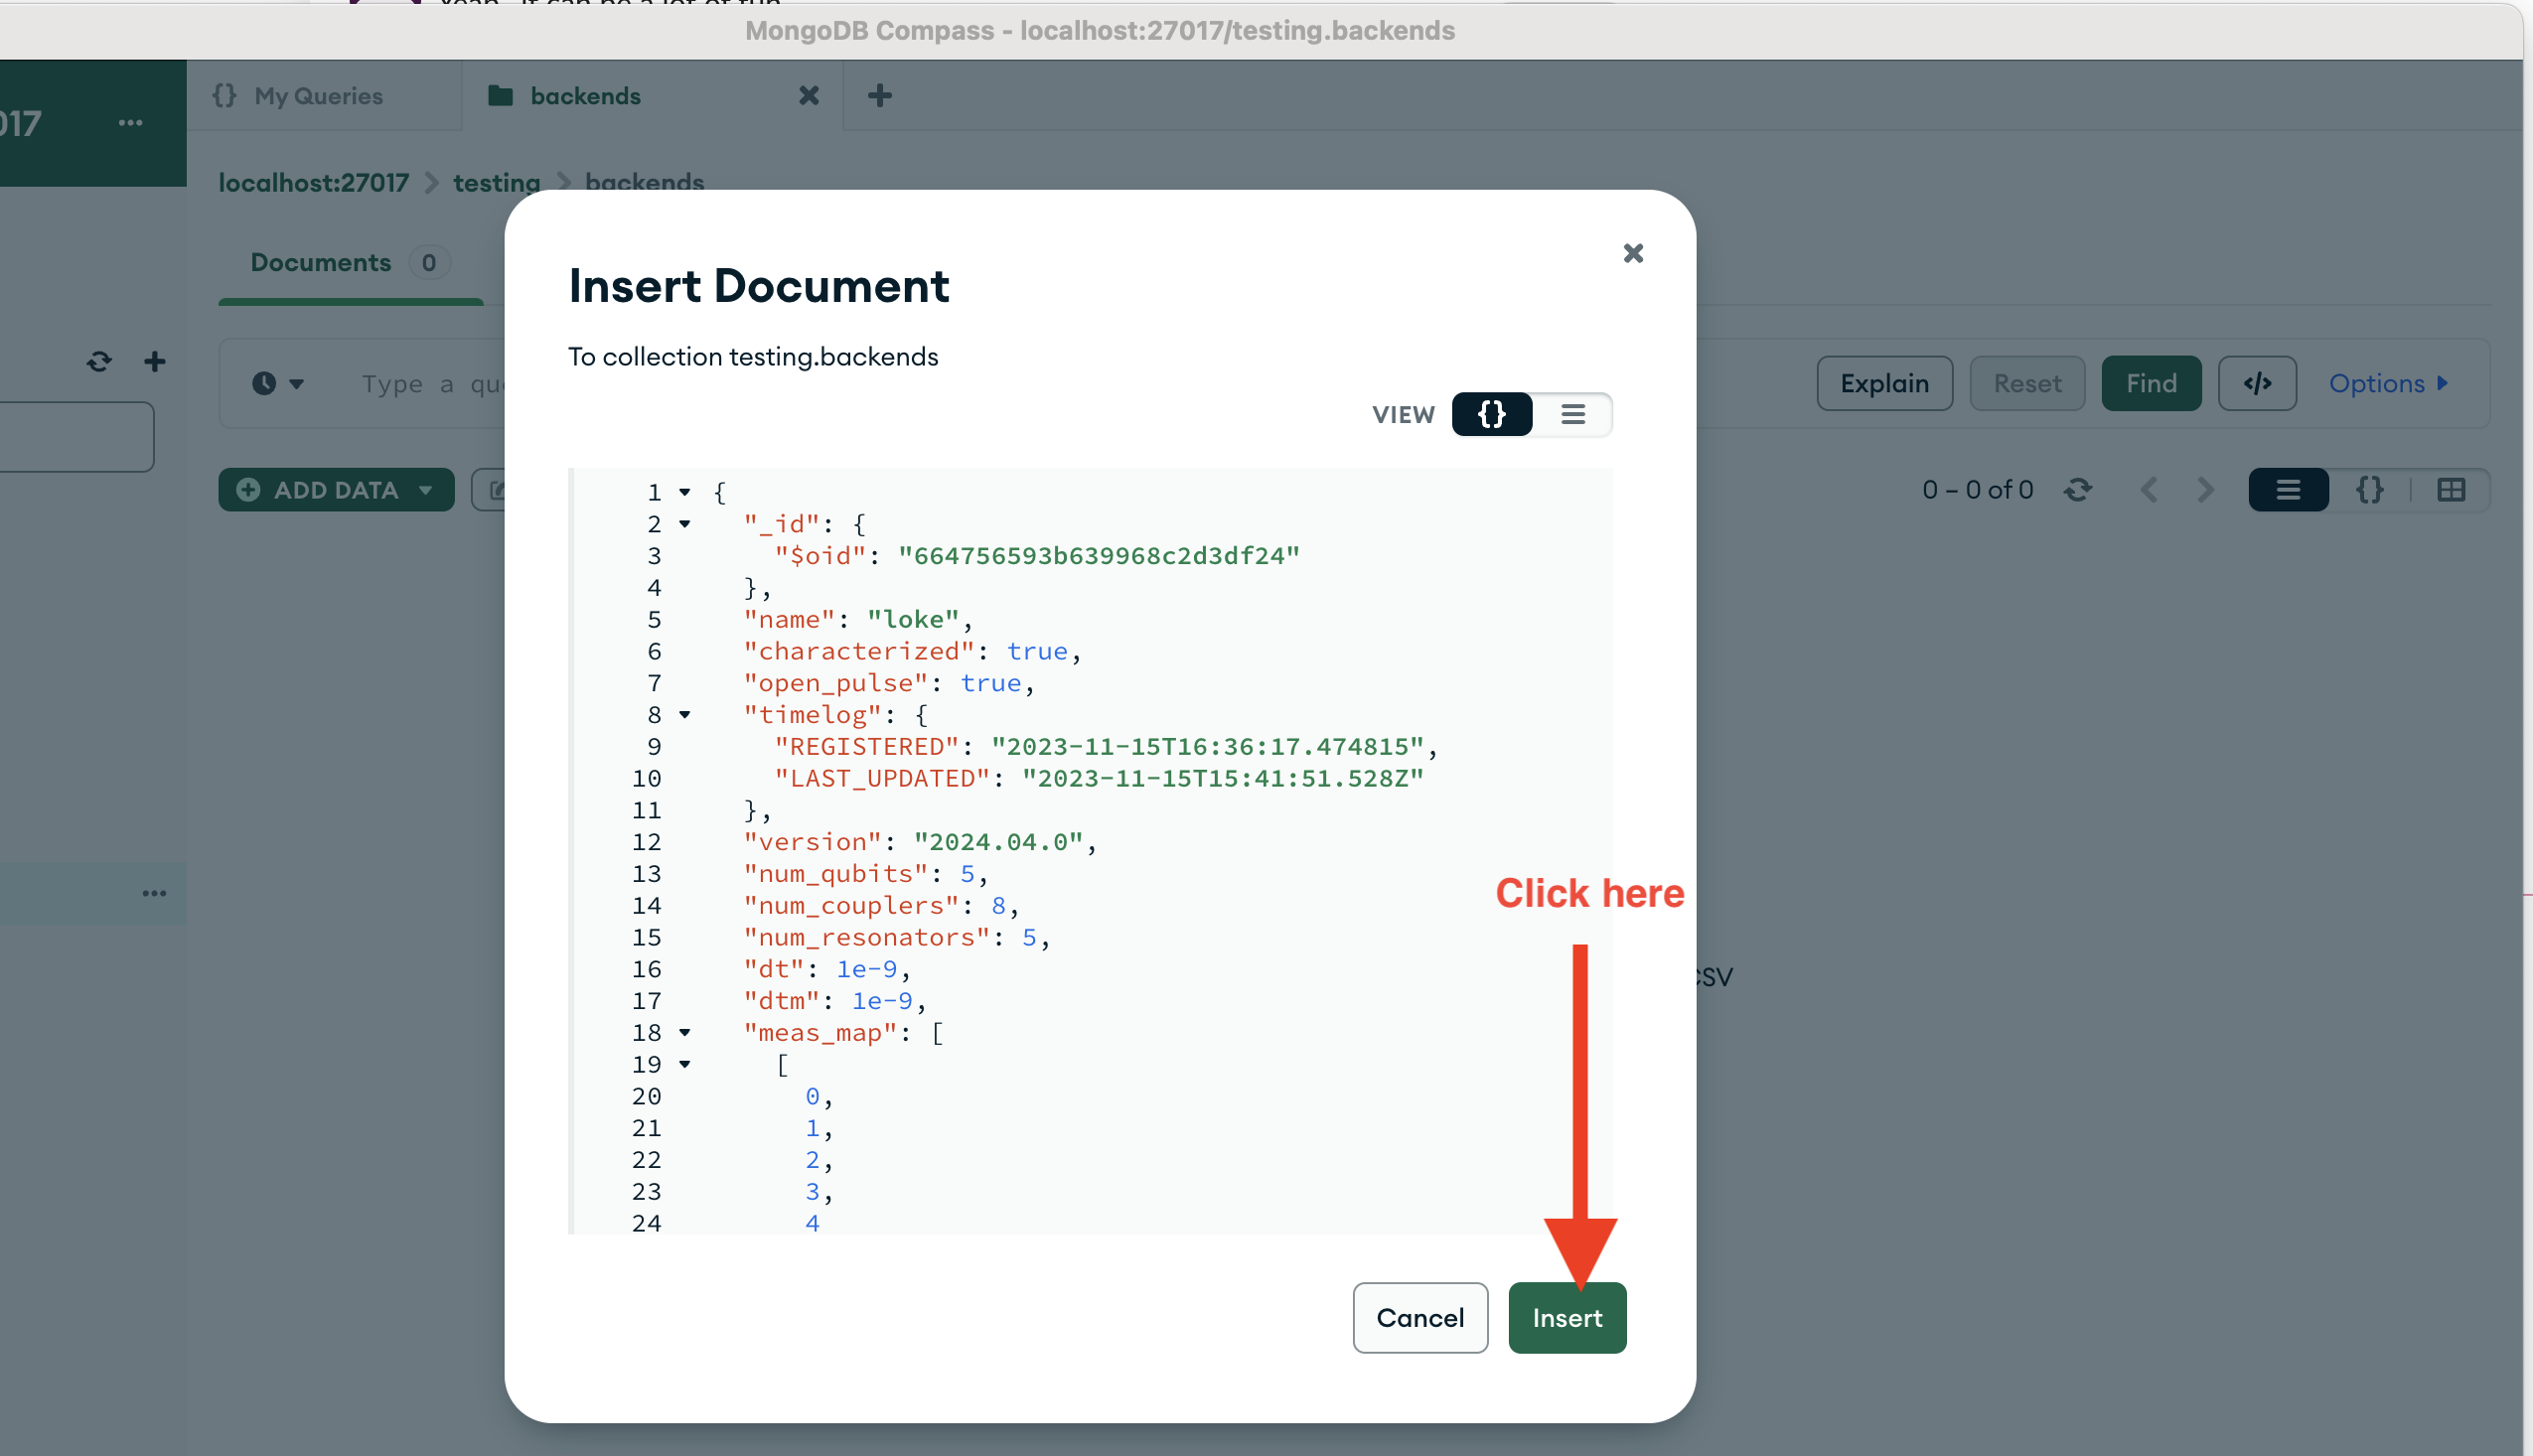 MongoDB Compass - localhost:27017/testing.backends
017
My Queries
backends
localhost:27017 > testing > backends
Documents 0
Type a qu
Explain
Reset
Find
</>
Options
ADD DATA
0 – 0 of 0
{}
Insert Document
To collection testing.backends
VIEW {}
1 {
2 "_id": {
3 "$oid": "664756593b639968c2d3df24"
4 },
5 "name": "loke",
6 "characterized": true,
7 "open_pulse": true,
8 "timelog": {
9 "REGISTERED": "2023-11-15T16:36:17.474815",
10 "LAST_UPDATED": "2023-11-15T15:41:51.528Z"
11 },
12 "version": "2024.04.0",
13 "num_qubits": 5,
14 "num_couplers": 8,
15 "num_resonators": 5,
16 "dt": 1e-9,
17 "dtm": 1e-9,
18 "meas_map": [
19 [
20 0,
21 1,
22 2,
23 3,
24 4
Click here
CSV
Cancel
Insert